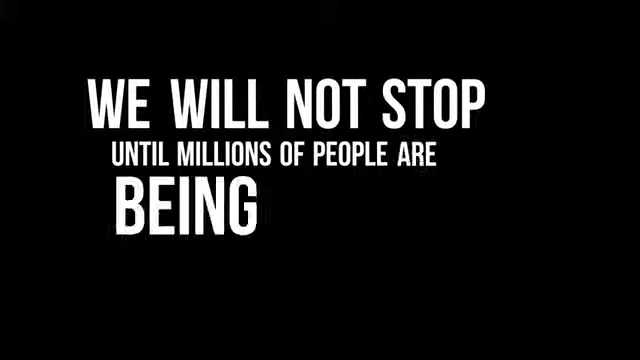 WE WILL NOT STOP
UNTIL MILLIONS OF PEOPLE ARE
BEING